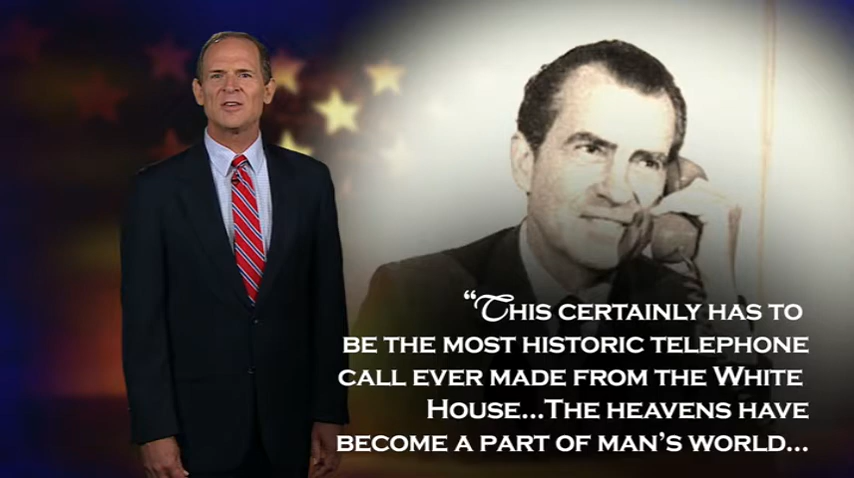 “This certainly has to
be the most historic telephone
call ever made from the White
House...The heavens have
become a part of man’s world...